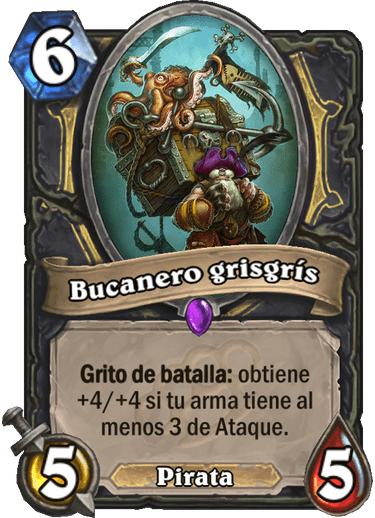 6
Bucanero grisgrís
Grito de batalla: obtiene
+4/+4 si tu arma tiene al
menos 3 de Ataque.
5
Pirata
5